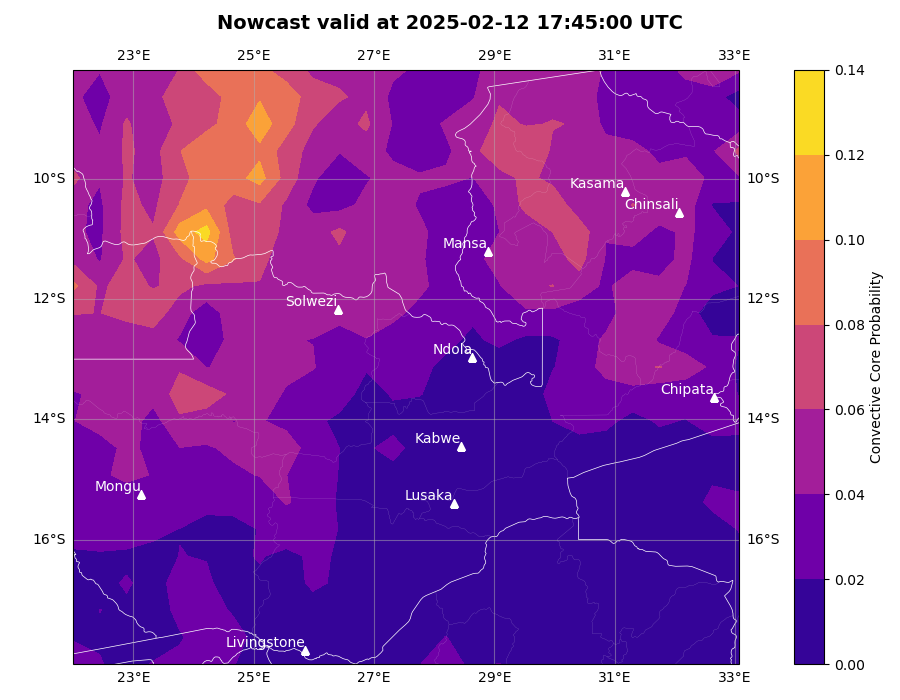 Nowcast valid at 2025-02-12 17:45:00 UTC
23°E 25°E 27°E 29°E 31°E 33°E
0.14
0.12
10°S 10°S
Kasama
Chinsali
0.10
Mansa
12°S 12°S
Solwezi
0.08
Ndola
Chipata
0.06
14°S 14°S
Kabwe
Mongu
Lusaka
0.04
16°S 16°S
0.02
Livingstone
0.00
23°E 25°E 27°E 29°E 31°E 33°E
Convective Core Probability